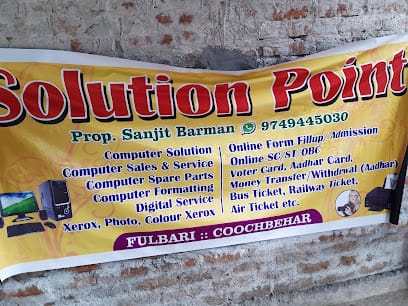 Solution Point
Prop. Sanjit Barman 9749445030
Computer Solution
Computer Sales & Service
Computer Spare Parts
Computer Formatting
Digital Service
Xerox, Photo, Colour Xerox
Online Form Fillup/Admission
Online SC/ST/OBC
Voter Card, Aadhar Card,
Money Transfer/Withdrwal (Aadhar)
Bus Ticket, Railway Ticket,
Air Ticket etc.
FULBARI :: COOCHBEHAR